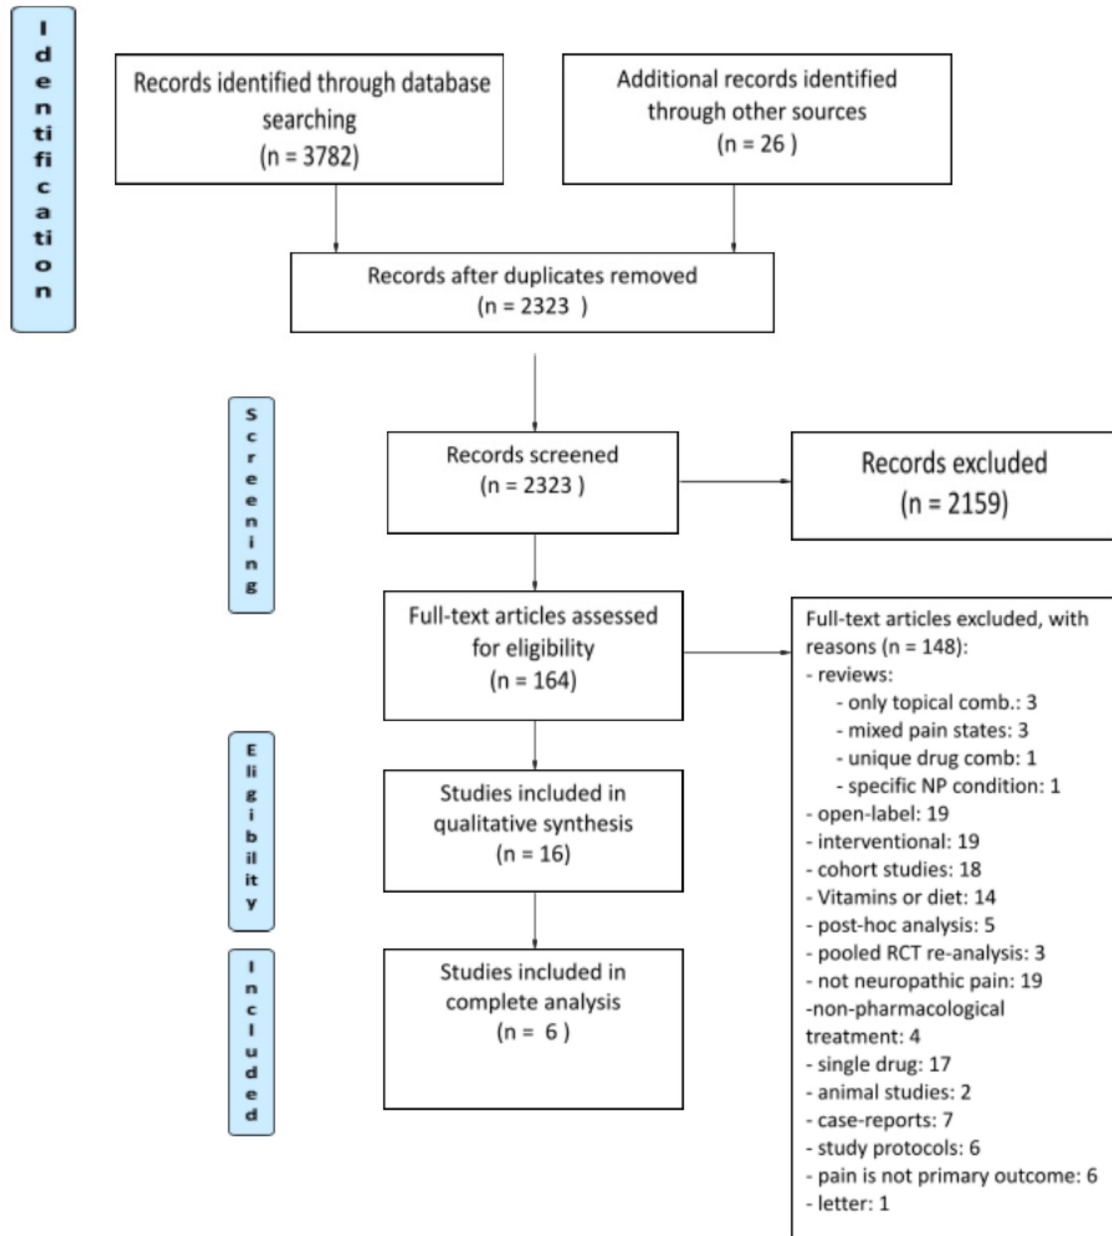 Identification
Records identified through database
searching
(n = 3782)
Additional records identified
through other sources
(n = 26 )
Records after duplicates removed
(n = 2323 )
Screening
Records screened
(n = 2323 )
Records excluded
(n = 2159)
Full-text articles assessed
for eligibility
(n = 164)
Full-text articles excluded, with
reasons (n = 148):
- reviews:
- only topical comb.: 3
- mixed pain states: 3
- unique drug comb: 1
- specific NP condition: 1
- open-label: 19
- interventional: 19
- cohort studies: 18
- Vitamins or diet: 14
- post-hoc analysis: 5
- pooled RCT re-analysis: 3
- not neuropathic pain: 19
-non-pharmacological
treatment: 4
- single drug: 17
- animal studies: 2
- case-reports: 7
- study protocols: 6
- pain is not primary outcome: 6
- letter: 1
Eligibility
Studies included in
qualitative synthesis
(n = 16)
Included
Studies included in
complete analysis
(n = 6 )